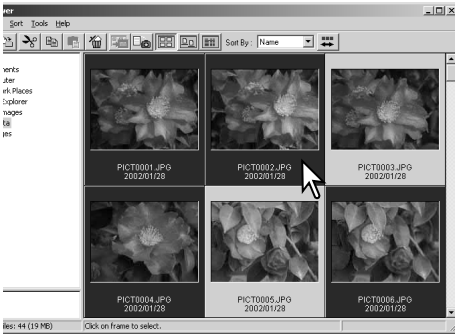 wer
Sort Tools Help
Sort By: Name
nents
uter
ork Places
Explorer
mages
ta
ges
PICT0001.JPG
2002/01/28
PICT0002.JPG
2002/01/28
PICT0003.JPG
2002/01/28
PICT0004.JPG
2002/01/28
PICT0005.JPG
2002/01/28
PICT0006.JPG
2002/01/28
iles: 44 (19 MB)
Click on frame to select.